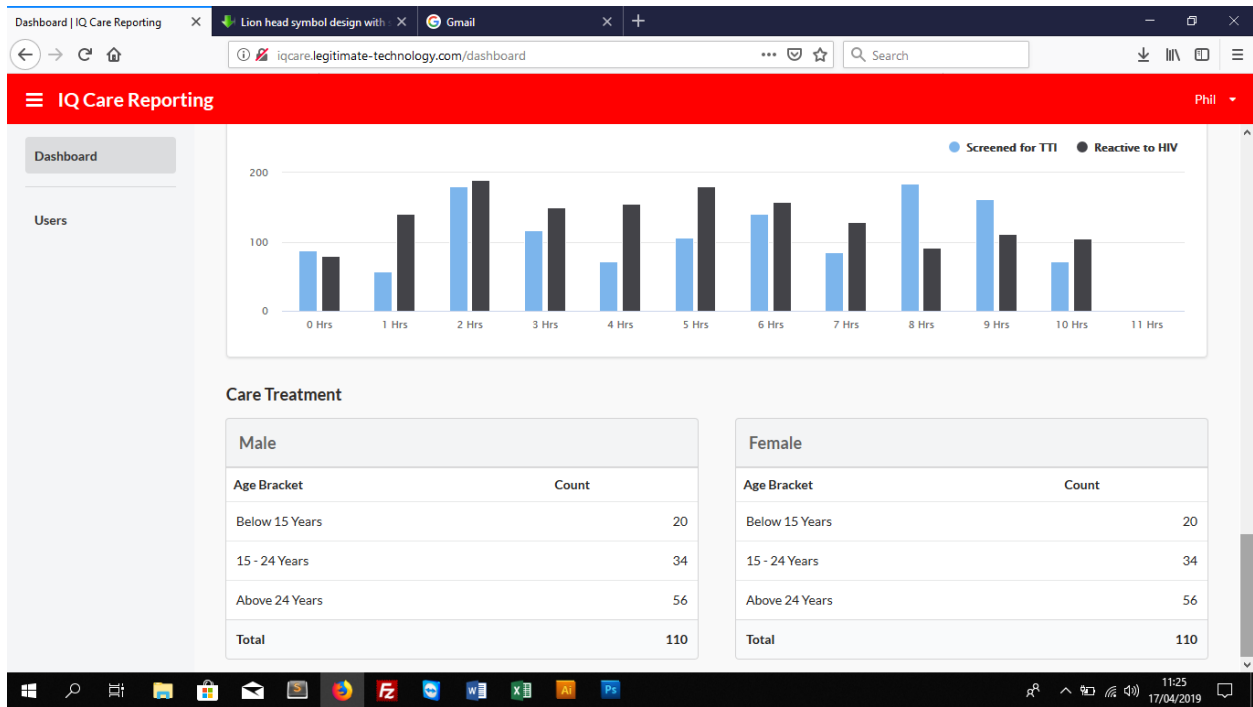 Dashboard | IQ Care Reporting
Lion head symbol design with s
Gmail
iqcare.legitimate-technology.com/dashboard
Search
IQ Care Reporting
Phil
Dashboard
Users
Screened for TTI Reactive to HIV
200
100
0
0 Hrs 1 Hrs 2 Hrs 3 Hrs 4 Hrs 5 Hrs 6 Hrs 7 Hrs 8 Hrs 9 Hrs 10 Hrs 11 Hrs
Care Treatment
Male
Age Bracket Count
Below 15 Years 20
15 - 24 Years 34
Above 24 Years 56
Total 110
Female
Age Bracket Count
Below 15 Years 20
15 - 24 Years 34
Above 24 Years 56
Total 110
S
Fz
W
X
Ai
Ps
11:25
17/04/2019